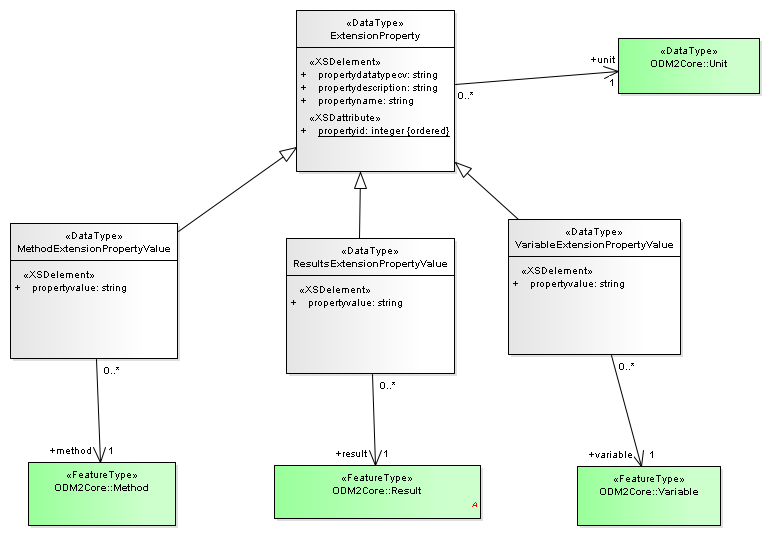 «DataType»
ExtensionProperty
«XSDelement»
+ propertydatatypecv: string
+ propertydescription: string
+ propertyname: string
«XSDattribute»
+ propertyid: integer {ordered}
+unit
0..*
1
«DataType»
ODM2Core::Unit
«DataType»
MethodExtensionPropertyValue
«XSDelement»
+ propertyvalue: string
«DataType»
ResultsExtensionPropertyValue
«XSDelement»
+ propertyvalue: string
«DataType»
VariableExtensionPropertyValue
«XSDelement»
+ propertyvalue: string
0..*
0..*
0..*
+method 1
+result 1
+variable 1
«FeatureType»
ODM2Core::Method
«FeatureType»
ODM2Core::Result
A
«FeatureType»
ODM2Core::Variable